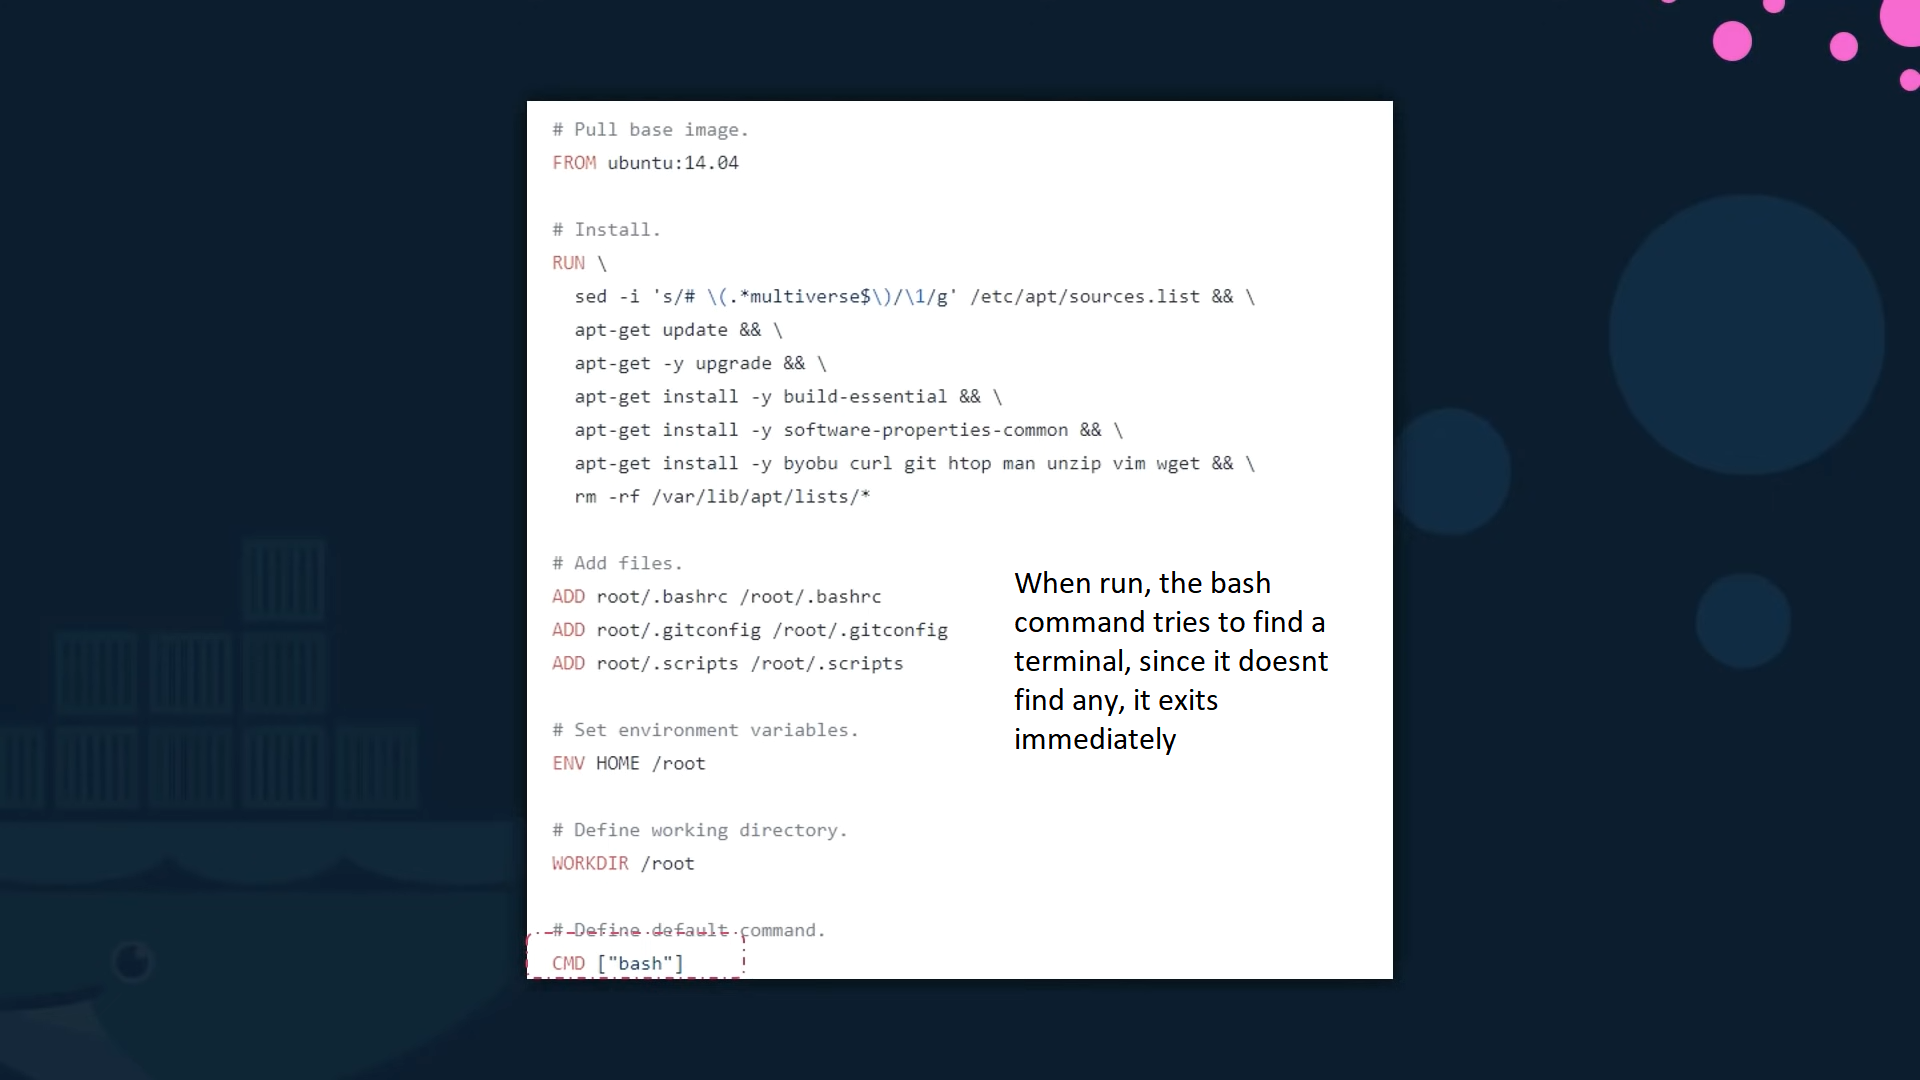 # Pull base image.
FROM ubuntu:14.04
# Install.
RUN \
sed -i 's/# \(.*multiverse$\)/\1/g' /etc/apt/sources.list && \
apt-get update && \
apt-get -y upgrade && \
apt-get install -y build-essential && \
apt-get install -y software-properties-common && \
apt-get install -y byobu curl git htop man unzip vim wget && \
rm -rf /var/lib/apt/lists/*
# Add files.
ADD root/.bashrc /root/.bashrc
ADD root/.gitconfig /root/.gitconfig
ADD root/.scripts /root/.scripts
When run, the bash
command tries to find a
terminal, since it doesnt
find any, it exits
immediately
# Set environment variables.
ENV HOME /root
# Define working directory.
WORKDIR /root
# Define default command.
CMD ["bash"]